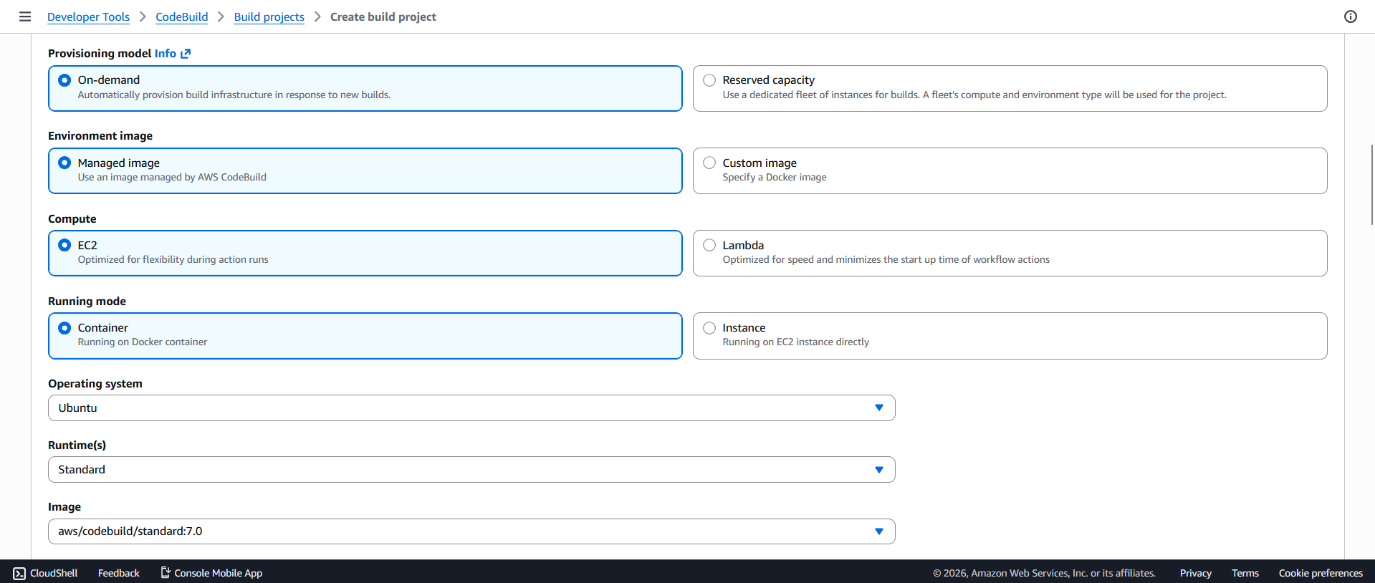 Developer Tools > CodeBuild > Build projects > Create build project
Provisioning model Info
On-demand
Automatically provision build infrastructure in response to new builds.
Reserved capacity
Use a dedicated fleet of instances for builds. A fleet's compute and environment type will be used for the project.
Environment image
Managed image
Use an image managed by AWS CodeBuild
Custom image
Specify a Docker image
Compute
EC2
Optimized for flexibility during action runs
Lambda
Optimized for speed and minimizes the start up time of workflow actions
Running mode
Container
Running on Docker container
Instance
Running on EC2 instance directly
Operating system
Ubuntu
Runtime(s)
Standard
Image
aws/codebuild/standard:7.0
CloudShell Feedback Console Mobile App © 2026, Amazon Web Services, Inc. or its affiliates. Privacy Terms Cookie preferences